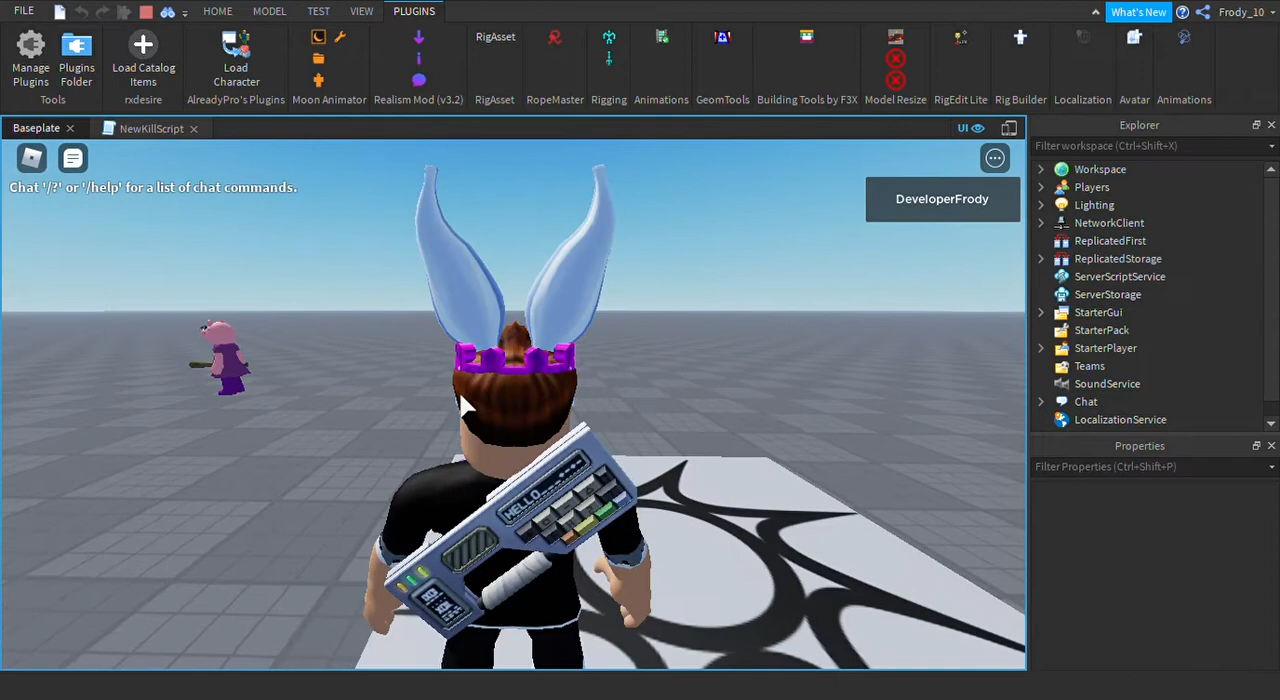 FILE
HOME
MODEL
TEST
VIEW
PLUGINS
What's New
Frody_10
Manage Plugins
Plugins Folder
Load Catalog Items
Load Character
RigAsset
Tools
rxdesire
AlreadyPro's Plugins
Moon Animator
Realism Mod (v3.2)
RigAsset
RopeMaster
Rigging
Animations
GeomTools
Building Tools by F3X
Model Resize
RigEdit Lite
Rig Builder
Localization
Avatar
Animations
Baseplate
NewKillScript
UI
Chat '/?' or '/help' for a list of chat commands.
DeveloperFrody
HELLO
Explorer
Filter workspace (Ctrl+Shift+X)
Workspace
Players
Lighting
NetworkClient
ReplicatedFirst
ReplicatedStorage
ServerScriptService
ServerStorage
StarterGui
StarterPack
StarterPlayer
Teams
SoundService
Chat
LocalizationService
Properties
Filter Properties (Ctrl+Shift+P)